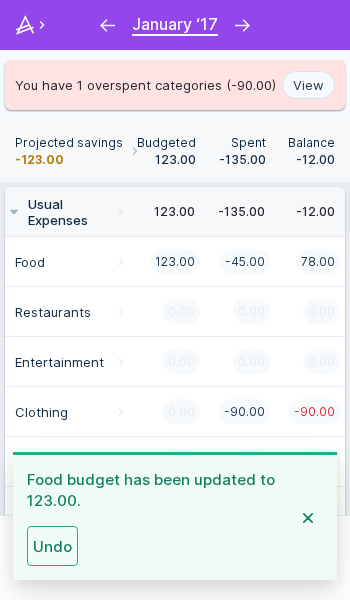 January ‘17
You have 1 overspent categories (-90.00) View
Projected savings Budgeted Spent Balance
-123.00 123.00 -135.00 -12.00
Usual
Expenses 123.00 -135.00 -12.00
Food 123.00 -45.00 78.00
Restaurants 0.00 0.00 0.00
Entertainment 0.00 0.00 0.00
Clothing 0.00 -90.00 -90.00
Food budget has been updated to
123.00.
Undo